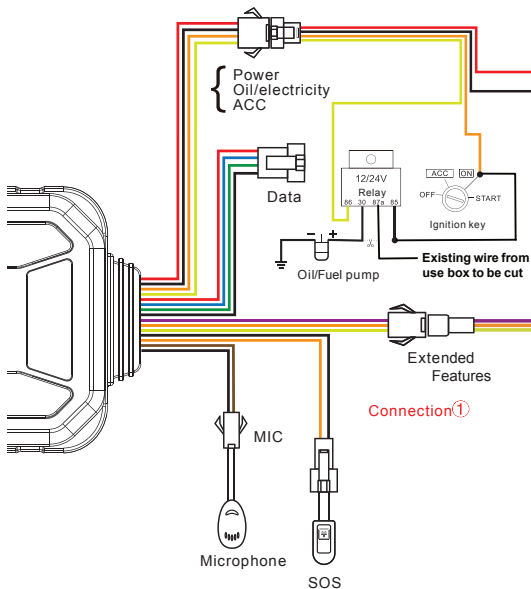 Power
Oil/electricity
ACC
Data
12/24V
Relay
86 30 87a 85
ACC
ON
OFF
START
Ignition key
- +
Oil/Fuel pump
Existing wire from
use box to be cut
Extended
Features
Connection①
MIC
Microphone
SOS